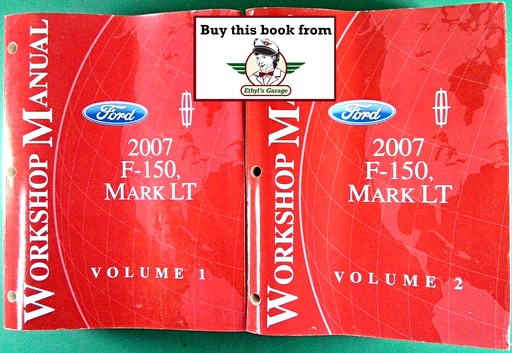 Buy this book from
Ethyl's Garage
WORKSHOP MANUAL
Ford
2007
F-150,
MARK LT
VOLUME 1
WORKSHOP MA
Ford
2007
F-150,
MARK LT
VOLUME 2